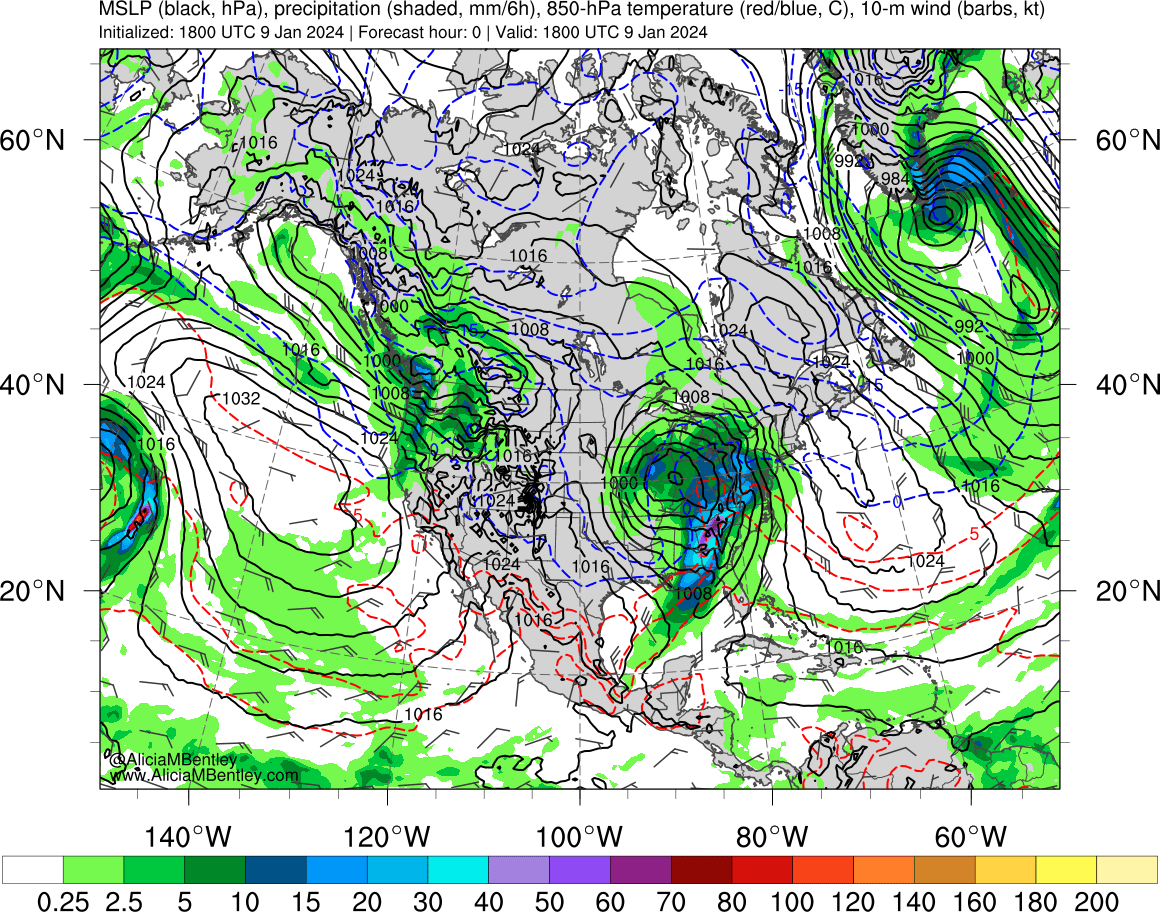 MSLP (black, hPa), precipitation (shaded, mm/6h), 850-hPa temperature (red/blue, C), 10-m wind (barbs, kt)
Initialized: 1800 UTC 9 Jan 2024 | Forecast hour: 0 | Valid: 1800 UTC 9 Jan 2024
1016
-15
60°N 1016 1000 60°N
1024
992
1024 984
1016
1008 1008
1016 1016
1000
15 1008 1024 992
1016 1000 1016 1024 1000
40°N 1024 15 40°N
1032 1008 1008
1016 1024 0
1016
1000 1016
1024 0
5
5
1024 1016 1024
20°N 1008 20°N
1016
1016
1016
@AliciaMBentley
www.AliciaMBentley.com
140°W 120°W 100°W 80°W 60°W
0.25 2.5 5 10 15 20 30 40 50 60 70 80 100 120 140 160 180 200